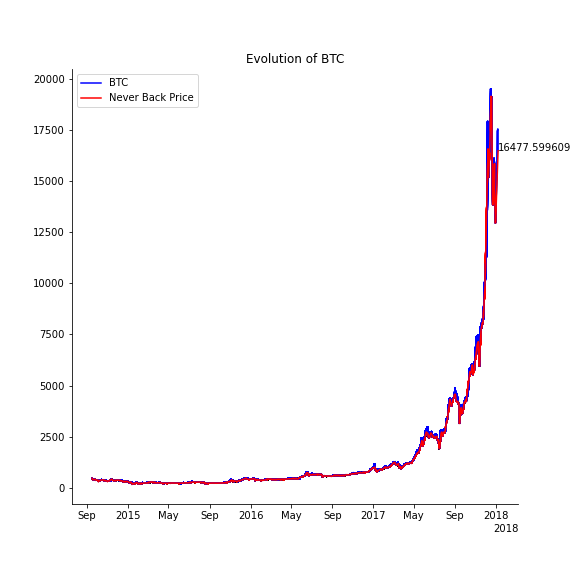 Evolution of BTC
BTC
Never Back Price
20000
17500
16477.599609
15000
12500
10000
7500
5000
2500
0
Sep 2015 May Sep 2016 May Sep 2017 May Sep 2018
2018